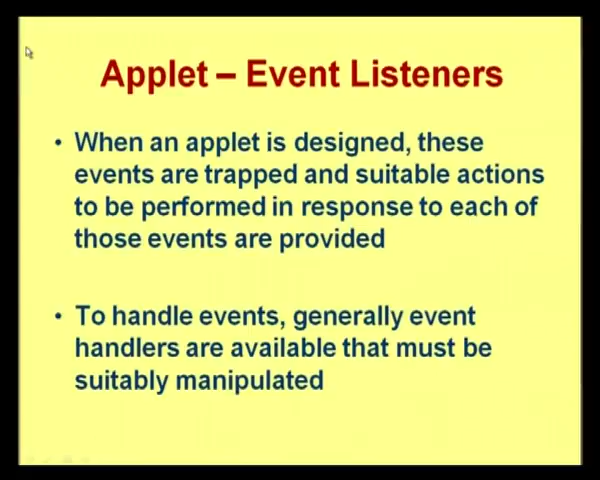 Applet – Event Listeners
• When an applet is designed, these
events are trapped and suitable actions
to be performed in response to each of
those events are provided
• To handle events, generally event
handlers are available that must be
suitably manipulated